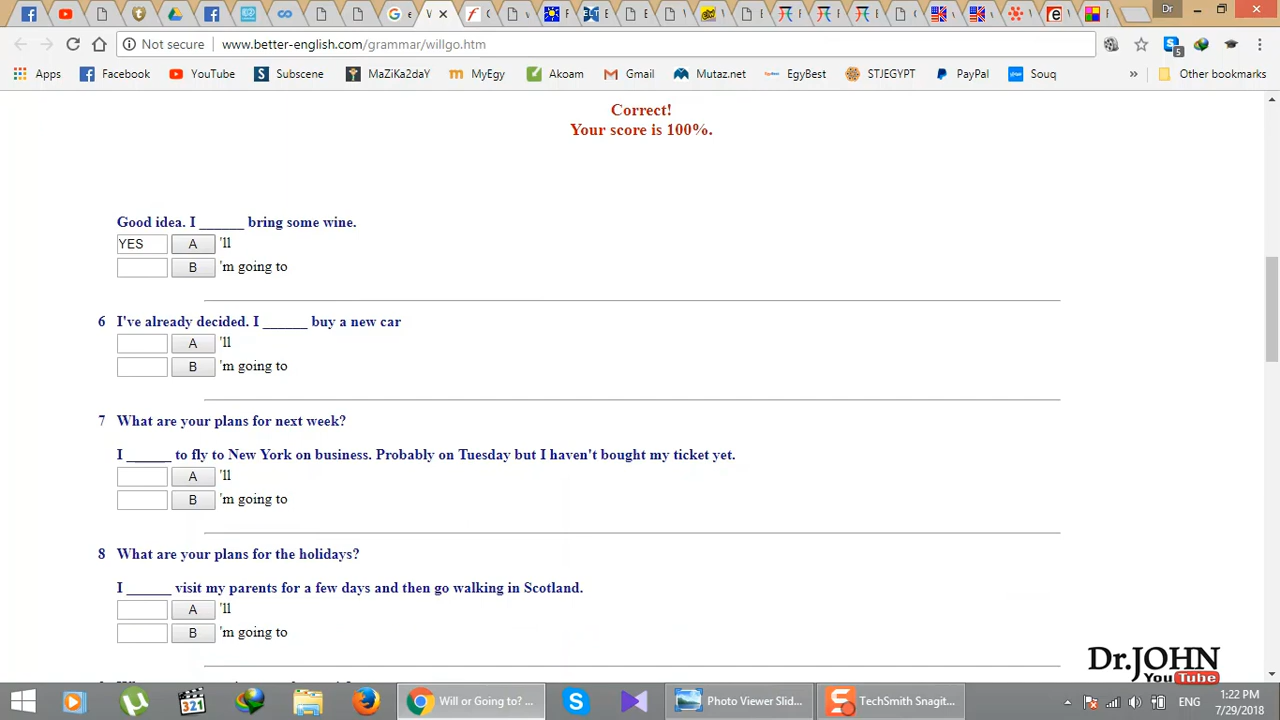 Dr
Not secure www.better-english.com/grammar/willgo.htm
5
Apps Facebook YouTube Subscene MaZiKa2daY MyEgy Akoam Gmail Mutaz.net EgyBest STJEGYPT PayPal Souq » Other bookmarks
Correct!
Your score is 100%.
Good idea. I ______ bring some wine.
YES A 'll
B 'm going to
6 I've already decided. I ______ buy a new car
A 'll
B 'm going to
7 What are your plans for next week?
I ______ to fly to New York on business. Probably on Tuesday but I haven't bought my ticket yet.
A 'll
B 'm going to
8 What are your plans for the holidays?
I ______ visit my parents for a few days and then go walking in Scotland.
A 'll
B 'm going to
Dr.JOHN
YouTube
321 Will or Going to? ... Photo Viewer Slid... TechSmith Snagit... ENG 1:22 PM
7/29/2018